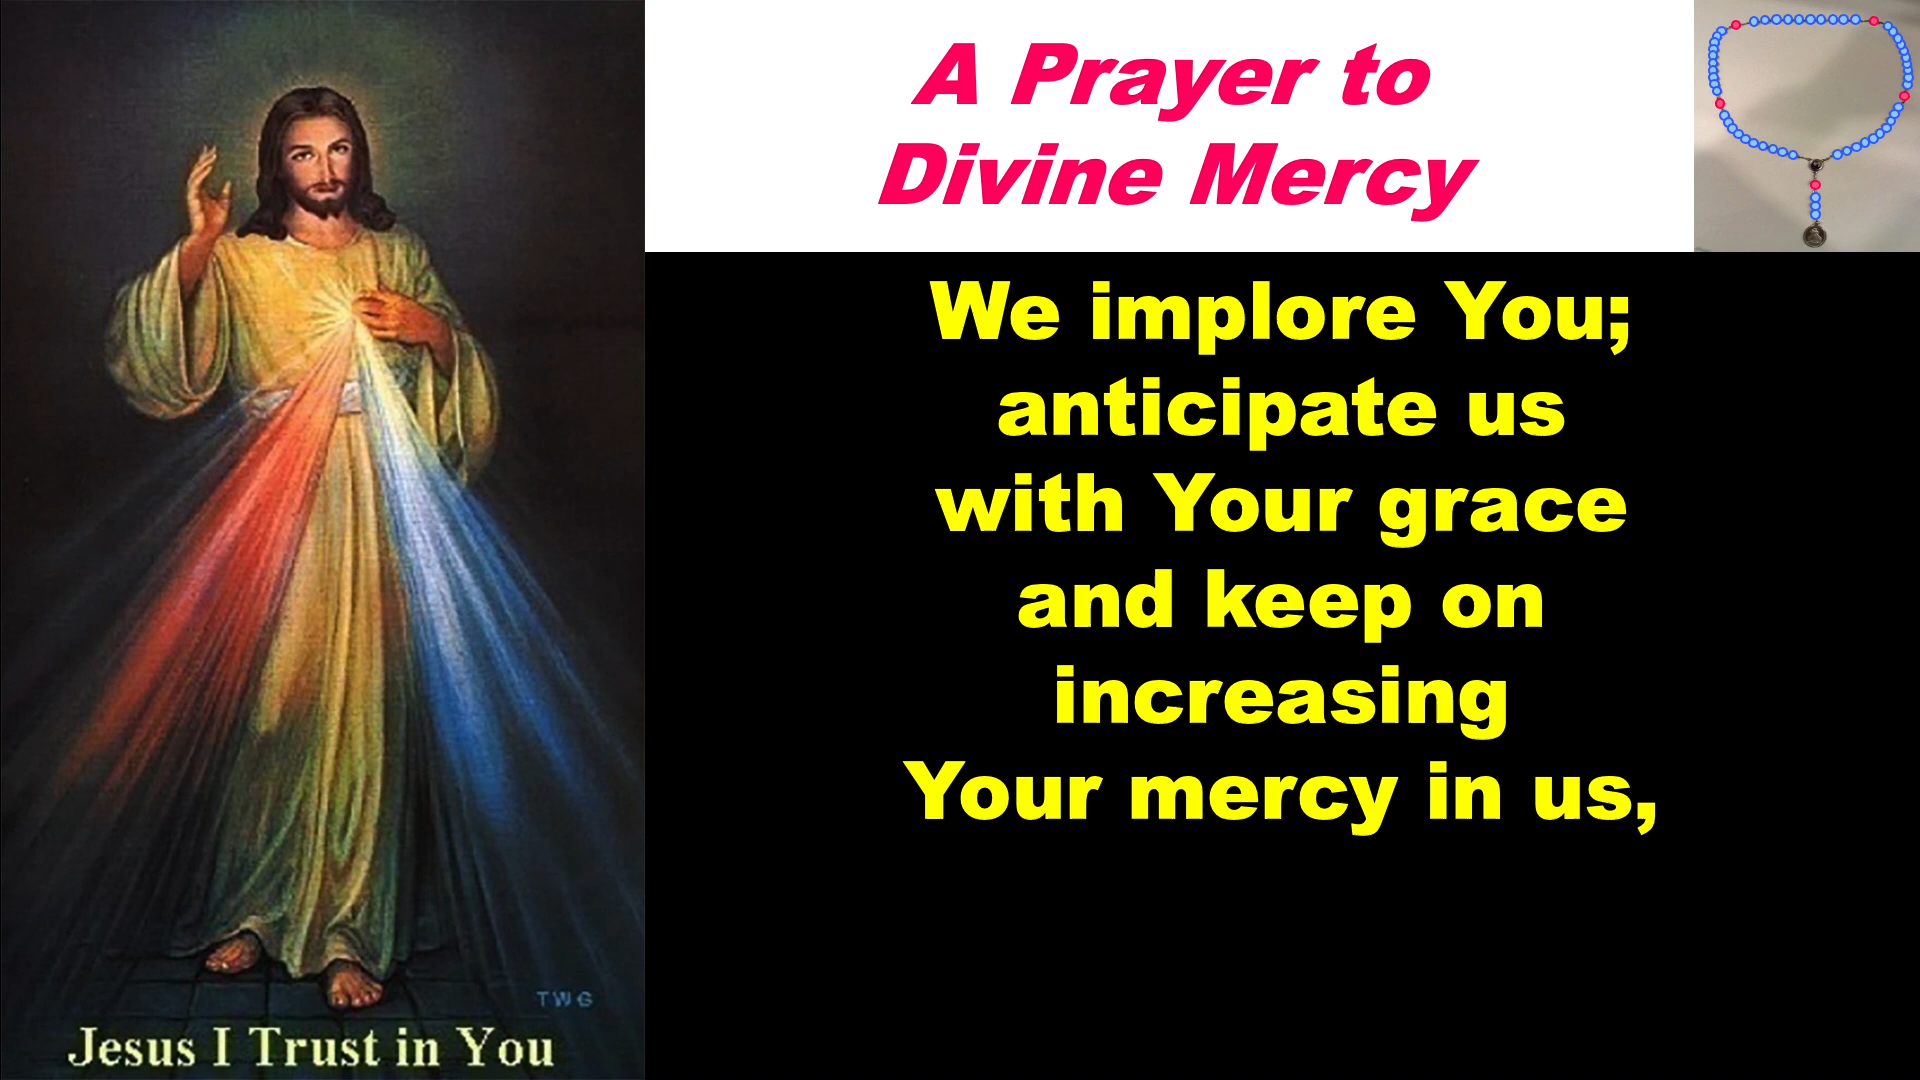 A Prayer to
Divine Mercy
We implore You;
anticipate us
with Your grace
and keep on
increasing
Your mercy in us,
TWG
Jesus I Trust in You